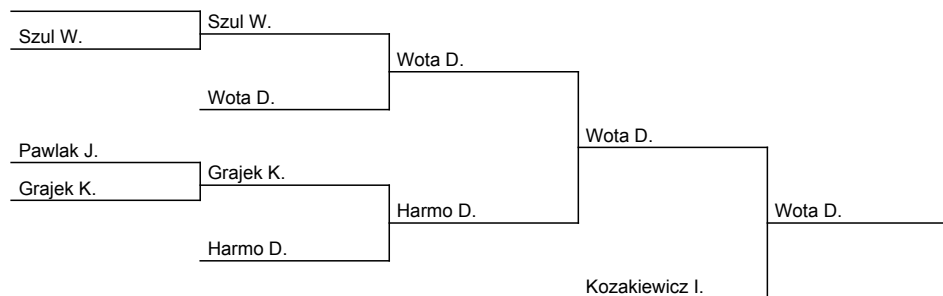 Szul W.
Szul W.
Wota D.
Wota D.
Wota D.
Pawlak J.
Grajek K.
Grajek K.
Harmo D.
Wota D.
Harmo D.
Kozakiewicz I.